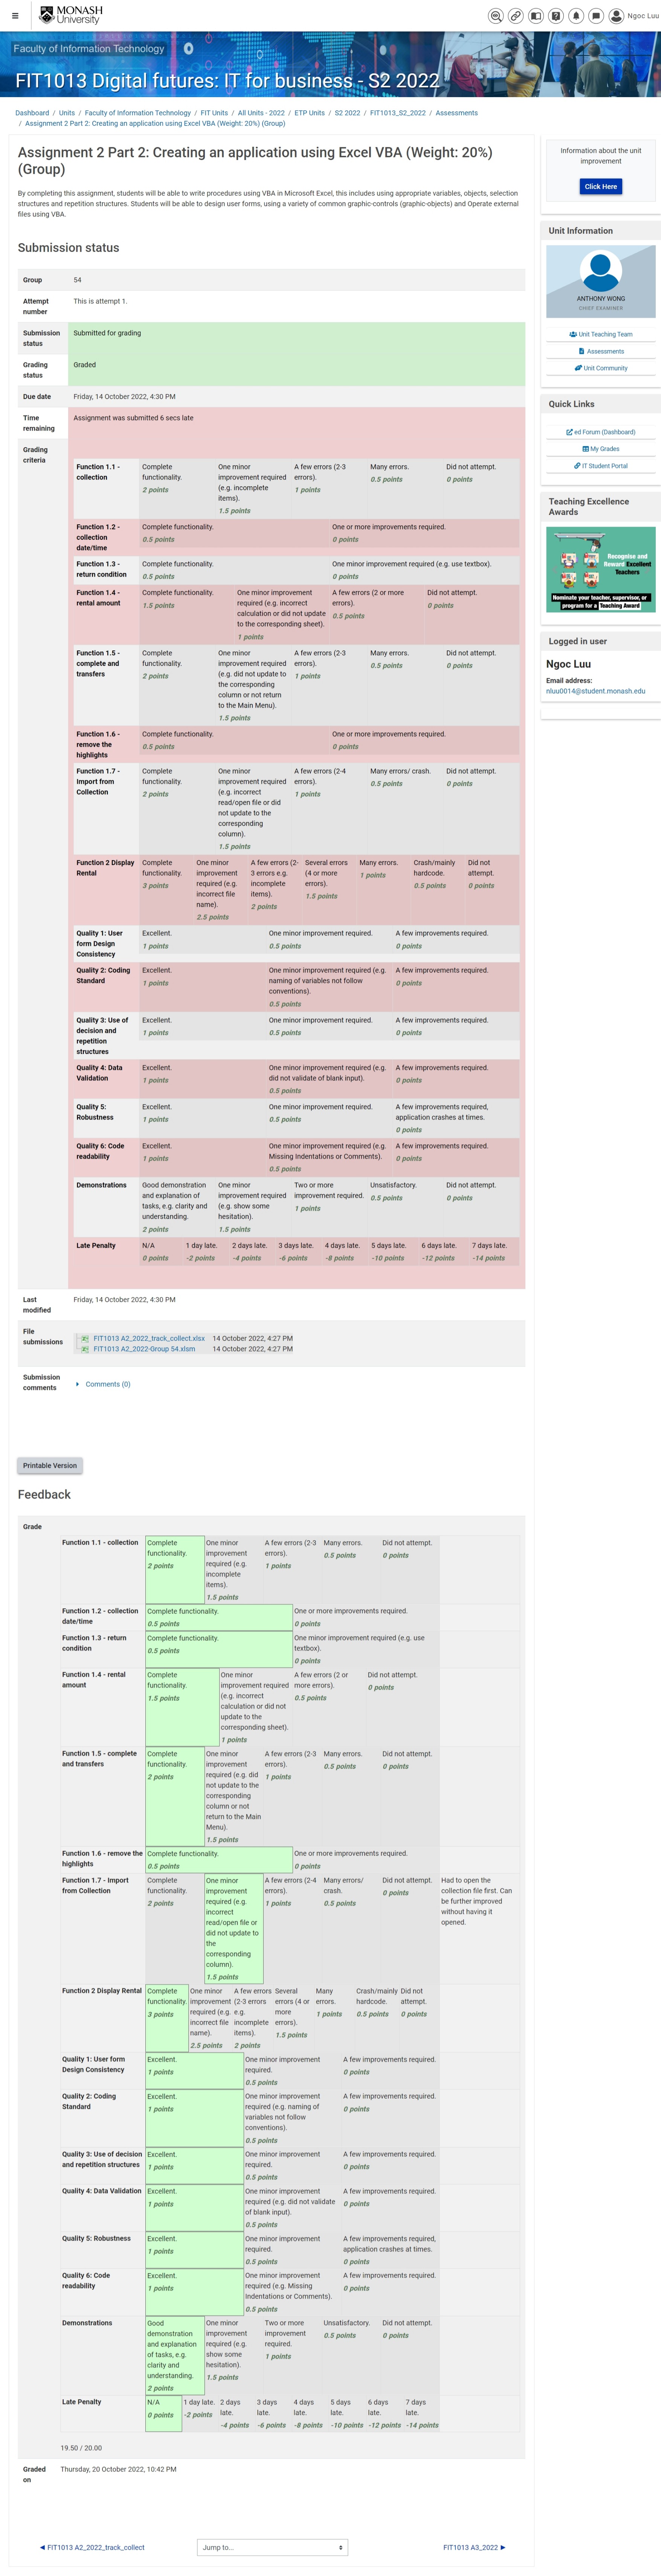 MONASH
University
Ngoc Luu
Faculty of Information Technology
FIT1013 Digital futures: IT for business - S2 2022
Dashboard / Units / Faculty of Information Technology / FIT Units / All Units - 2022 / ETP Units / S2 2022 / FIT1013_S2_2022 / Assessments
/ Assignment 2 Part 2: Creating an application using Excel VBA (Weight: 20%) (Group)
Assignment 2 Part 2: Creating an application using Excel VBA (Weight: 20%)
(Group)
By completing this assignment, students will be able to write procedures using VBA in Microsoft Excel, this includes using appropriate variables, objects, selection
structures and repetition structures. Students will be able to design user forms, using a variety of common graphic-controls (graphic-objects) and Operate external
files using VBA.
Submission status
Group 54
Attempt number This is attempt 1.
Submission status Submitted for grading
Grading status Graded
Due date Friday, 14 October 2022, 4:30 PM
Time remaining Assignment was submitted 6 secs late
Grading criteria
Function 1.1 - collection
Complete functionality. 2 points
One minor improvement required (e.g. incomplete items). 1.5 points
A few errors (2-3 errors). 1 points
Many errors. 0.5 points
Did not attempt. 0 points
Function 1.2 - collection date/time
Complete functionality. 0.5 points
One or more improvements required. 0 points
Function 1.3 - return condition
Complete functionality. 0.5 points
One minor improvement required (e.g. use textbox). 0 points
Function 1.4 - rental amount
Complete functionality. 1.5 points
One minor improvement required (e.g. incorrect calculation or did not update to the corresponding sheet). 1 points
A few errors (2 or more errors). 0.5 points
Did not attempt. 0 points
Function 1.5 - complete and transfers
Complete functionality. 2 points
One minor improvement required (e.g. did not update to the corresponding column or not return to the Main Menu). 1.5 points
A few errors (2-3 errors). 1 points
Many errors. 0.5 points
Did not attempt. 0 points
Function 1.6 - remove the highlights
Complete functionality. 0.5 points
One or more improvements required. 0 points
Function 1.7 - Import from Collection
Complete functionality. 2 points
One minor improvement required (e.g. incorrect read/open file or did not update to the corresponding column). 1.5 points
A few errors (2-4 errors). 1 points
Many errors/ crash. 0.5 points
Did not attempt. 0 points
Function 2 Display Rental
Complete functionality. 3 points
One minor improvement required (e.g. incorrect file name). 2.5 points
A few errors (2-3 errors e.g. incomplete items). 2 points
Several errors (4 or more errors). 1.5 points
Many errors. 1 points
Crash/mainly hardcode. 0.5 points
Did not attempt. 0 points
Quality 1: User form Design Consistency
Excellent. 1 points
One minor improvement required. 0.5 points
A few improvements required. 0 points
Quality 2: Coding Standard
Excellent. 1 points
One minor improvement required (e.g. naming of variables not follow conventions). 0.5 points
A few improvements required. 0 points
Quality 3: Use of decision and repetition structures
Excellent. 1 points
One minor improvement required. 0.5 points
A few improvements required. 0 points
Quality 4: Data Validation
Excellent. 1 points
One minor improvement required (e.g. did not validate of blank input). 0.5 points
A few improvements required. 0 points
Quality 5: Robustness
Excellent. 1 points
One minor improvement required. 0.5 points
A few improvements required, application crashes at times. 0 points
Quality 6: Code readability
Excellent. 1 points
One minor improvement required (e.g. Missing Indentations or Comments). 0.5 points
A few improvements required. 0 points
Demonstrations
Good demonstration and explanation of tasks, e.g. clarity and understanding. 2 points
One minor improvement required (e.g. show some hesitation). 1.5 points
Two or more improvement required. 1 points
Unsatisfactory. 0.5 points
Did not attempt. 0 points
Late Penalty
N/A 0 points
1 day late. -2 points
2 days late. -4 points
3 days late. -6 points
4 days late. -8 points
5 days late. -10 points
6 days late. -12 points
7 days late. -14 points
Last modified Friday, 14 October 2022, 4:30 PM
File submissions
FIT1013 A2_2022_track_collect.xlsx 14 October 2022, 4:27 PM
FIT1013 A2_2022-Group 54.xlsm 14 October 2022, 4:27 PM
Submission comments Comments (0)
Printable Version
Feedback
Grade
Function 1.1 - collection
Complete functionality. 2 points
One minor improvement required (e.g. incomplete items). 1.5 points
A few errors (2-3 errors). 1 points
Many errors. 0.5 points
Did not attempt. 0 points
Function 1.2 - collection date/time
Complete functionality. 0.5 points
One or more improvements required. 0 points
Function 1.3 - return condition
Complete functionality. 0.5 points
One minor improvement required (e.g. use textbox). 0 points
Function 1.4 - rental amount
Complete functionality. 1.5 points
One minor improvement required (e.g. incorrect calculation or did not update to the corresponding sheet). 1 points
A few errors (2 or more errors). 0.5 points
Did not attempt. 0 points
Function 1.5 - complete and transfers
Complete functionality. 2 points
One minor improvement required (e.g. did not update to the corresponding column or not return to the Main Menu). 1.5 points
A few errors (2-3 errors). 1 points
Many errors. 0.5 points
Did not attempt. 0 points
Function 1.6 - remove the highlights
Complete functionality. 0.5 points
One or more improvements required. 0 points
Function 1.7 - Import from Collection
Complete functionality. 2 points
One minor improvement required (e.g. incorrect read/open file or did not update to the corresponding column). 1.5 points
A few errors (2-4 errors). 1 points
Many errors/ crash. 0.5 points
Did not attempt. 0 points
Had to open the collection file first. Can be further improved without having it opened.
Function 2 Display Rental
Complete functionality. 3 points
One minor improvement required (e.g. incorrect file name). 2.5 points
A few errors (2-3 errors e.g. incomplete items). 2 points
Several errors (4 or more errors). 1.5 points
Many errors. 1 points
Crash/mainly hardcode. 0.5 points
Did not attempt. 0 points
Quality 1: User form Design Consistency
Excellent. 1 points
One minor improvement required. 0.5 points
A few improvements required. 0 points
Quality 2: Coding Standard
Excellent. 1 points
One minor improvement required (e.g. naming of variables not follow conventions). 0.5 points
A few improvements required. 0 points
Quality 3: Use of decision and repetition structures
Excellent. 1 points
One minor improvement required. 0.5 points
A few improvements required. 0 points
Quality 4: Data Validation
Excellent. 1 points
One minor improvement required (e.g. did not validate of blank input). 0.5 points
A few improvements required. 0 points
Quality 5: Robustness
Excellent. 1 points
One minor improvement required. 0.5 points
A few improvements required, application crashes at times. 0 points
Quality 6: Code readability
Excellent. 1 points
One minor improvement required (e.g. Missing Indentations or Comments). 0.5 points
A few improvements required. 0 points
Demonstrations
Good demonstration and explanation of tasks, e.g. clarity and understanding. 2 points
One minor improvement required (e.g. show some hesitation). 1.5 points
Two or more improvement required. 1 points
Unsatisfactory. 0.5 points
Did not attempt. 0 points
Late Penalty
N/A 0 points
1 day late. -2 points
2 days late. -4 points
3 days late. -6 points
4 days late. -8 points
5 days late. -10 points
6 days late. -12 points
7 days late. -14 points
19.50 / 20.00
Graded on Thursday, 20 October 2022, 10:42 PM
◀ FIT1013 A2_2022_track_collect
Jump to...
FIT1013 A3_2022 ▶
Information about the unit
improvement
Click Here
Unit Information
ANTHONY WONG
CHIEF EXAMINER
Unit Teaching Team
Assessments
Unit Community
Quick Links
ed Forum (Dashboard)
My Grades
IT Student Portal
Teaching Excellence
Awards
Recognise and
Reward Excellent
Teachers
Nominate your teacher, supervisor, or
program for a Teaching Award
Logged in user
Ngoc Luu
Email address:
nluu0014@student.monash.edu